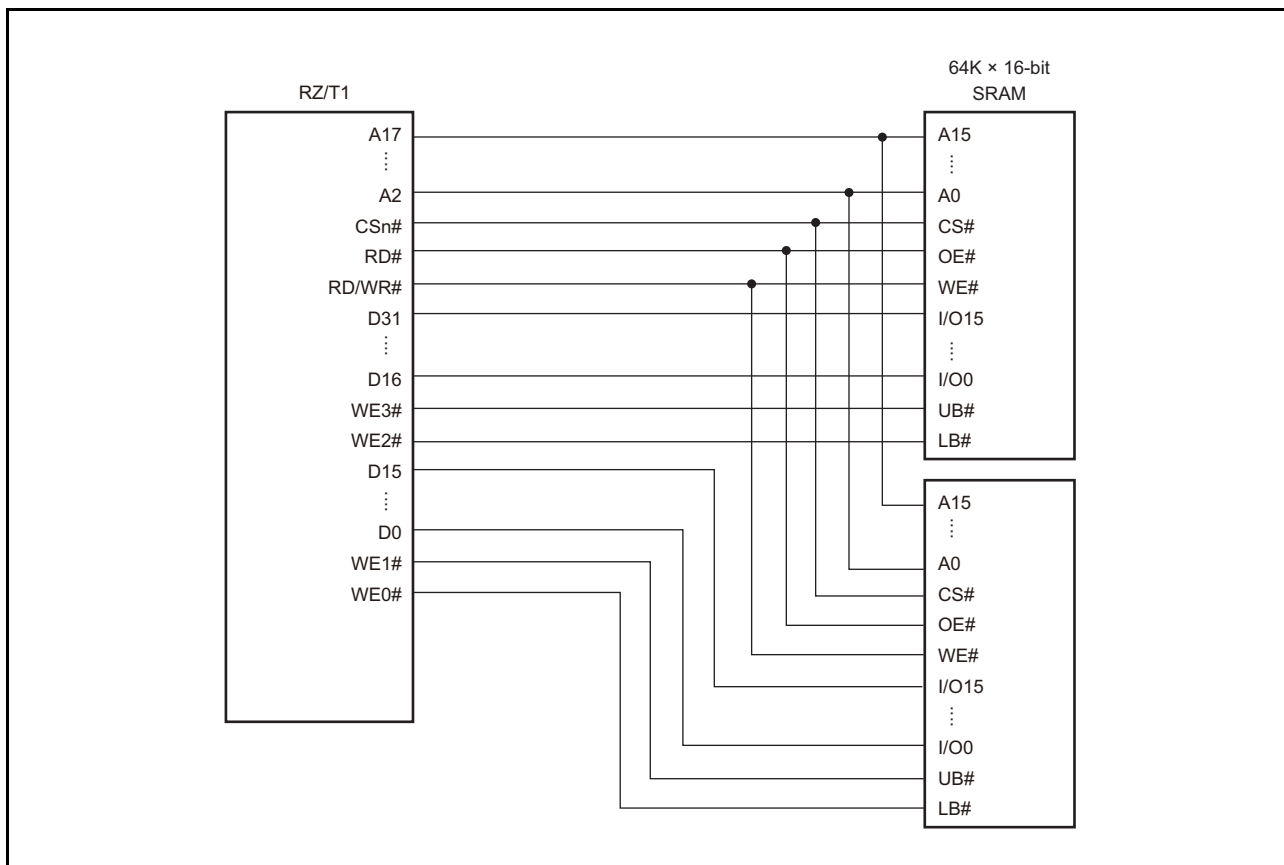 RZ/T1
A17
A2
CSn#
RD#
RD/WR#
D31
D16
WE3#
WE2#
D15
D0
WE1#
WE0#
64K × 16-bit
SRAM
A15
A0
CS#
OE#
WE#
I/O15
I/O0
UB#
LB#
A15
A0
CS#
OE#
WE#
I/O15
I/O0
UB#
LB#